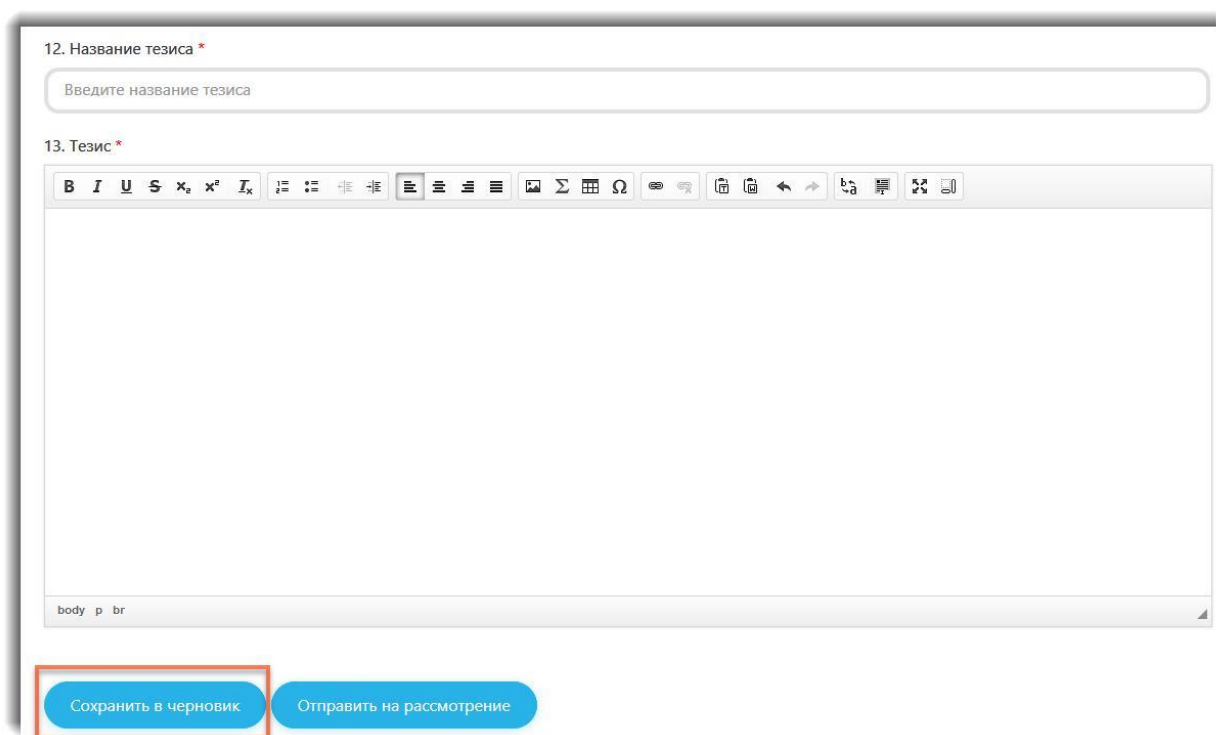 12. Название тезиса *
Введите название тезиса
13. Тезис *
body p br
Сохранить в черновик Отправить на рассмотрение